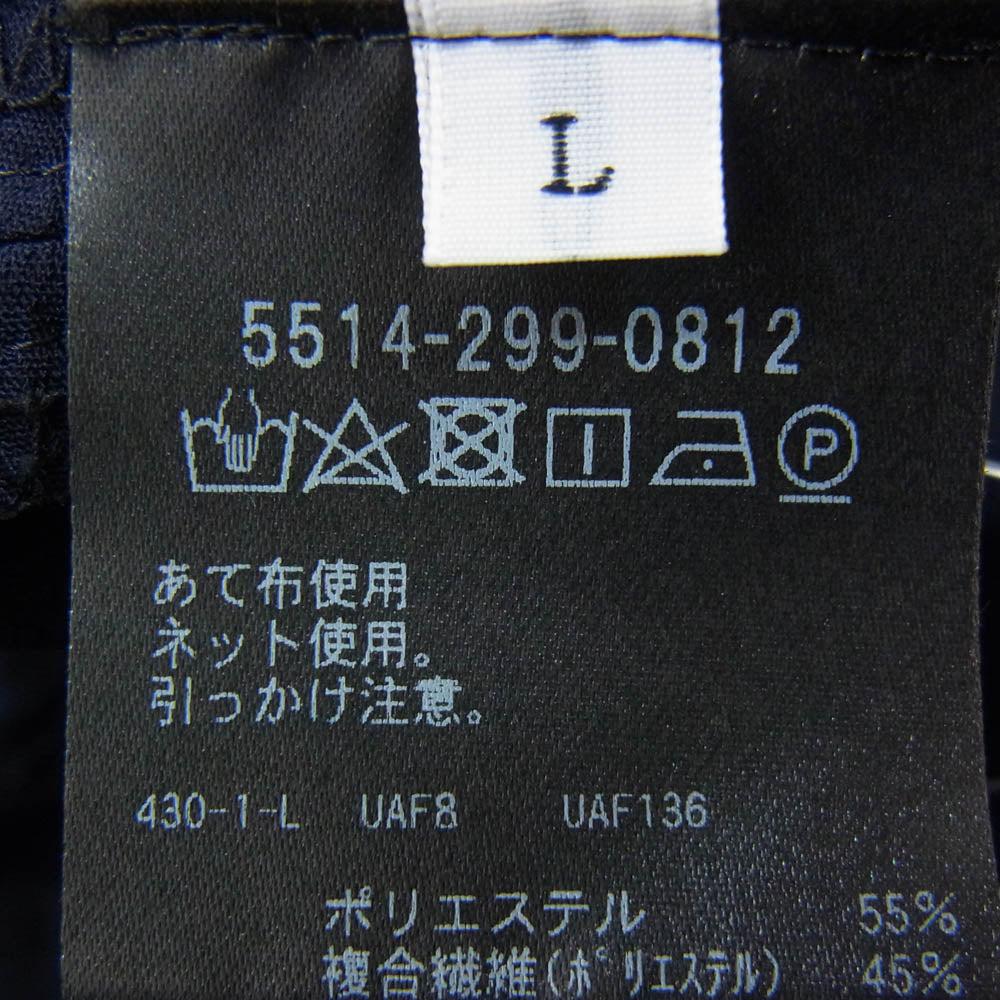 L
5514-299-0812
P
あて布使用
ネット使用。
引っかけ注意。
430-1-L UAF8 UAF136
ポリエステル 55%
複合繊維(ポリエステル) 45%